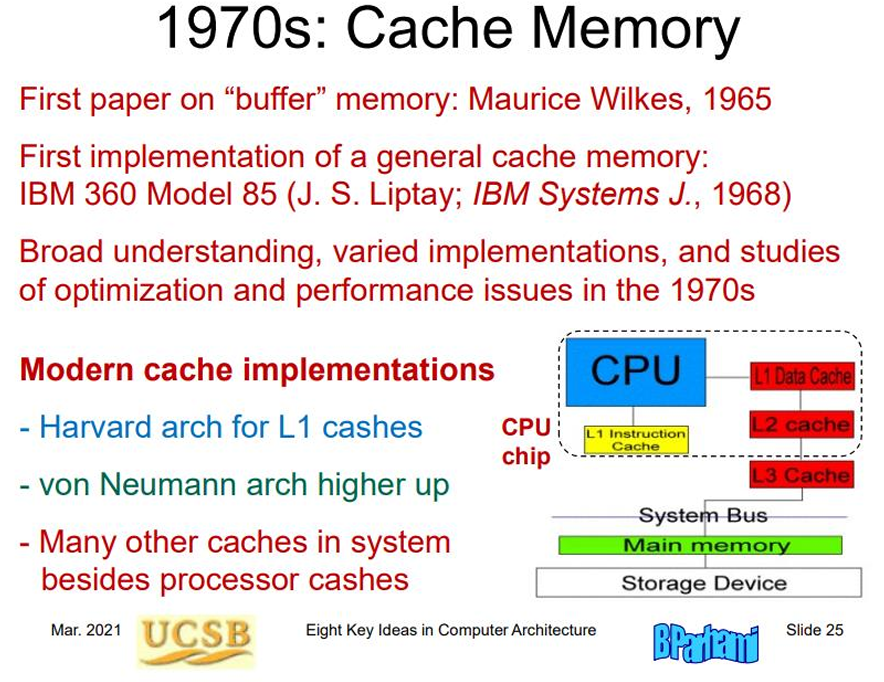 1970s: Cache Memory
First paper on “buffer” memory: Maurice Wilkes, 1965
First implementation of a general cache memory:
IBM 360 Model 85 (J. S. Liptay; IBM Systems J., 1968)
Broad understanding, varied implementations, and studies
of optimization and performance issues in the 1970s
Modern cache implementations
- Harvard arch for L1 cashes
- von Neumann arch higher up
- Many other caches in system
besides processor cashes
CPU
chip
CPU
L1 Data Cache
L1 Instruction
Cache
L2 cache
L3 Cache
System Bus
Main memory
Storage Device
Mar. 2021
UCSB
Eight Key Ideas in Computer Architecture
BParhami
Slide 25